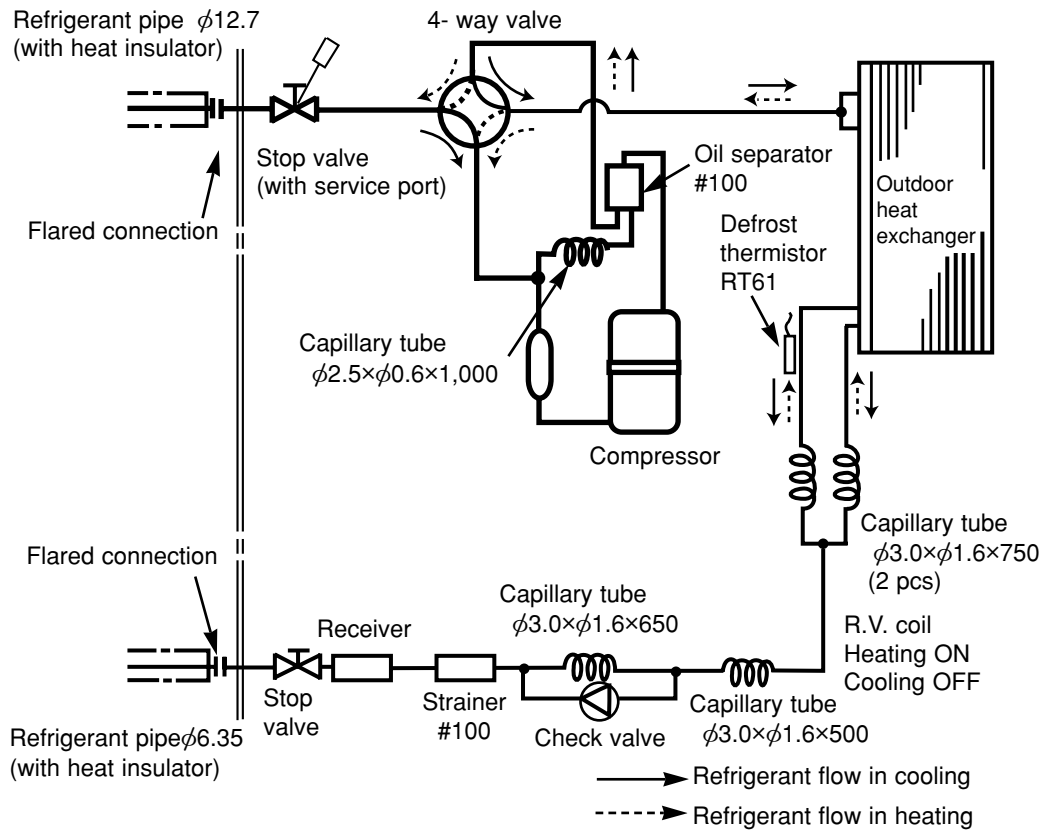 Refrigerant pipe ϕ12.7
(with heat insulator)
4- way valve
Stop valve
(with service port)
Flared connection
Oil separator
#100
Outdoor
heat
exchanger
Defrost
thermistor
RT61
Capillary tube
ϕ2.5×ϕ0.6×1,000
Compressor
Capillary tube
ϕ3.0×ϕ1.6×750
(2 pcs)
Flared connection
Capillary tube
ϕ3.0×ϕ1.6×650
R.V. coil
Heating ON
Cooling OFF
Receiver
Stop
valve
Strainer
#100
Check valve
Capillary tube
ϕ3.0×ϕ1.6×500
Refrigerant pipeϕ6.35
(with heat insulator)
Refrigerant flow in cooling
Refrigerant flow in heating